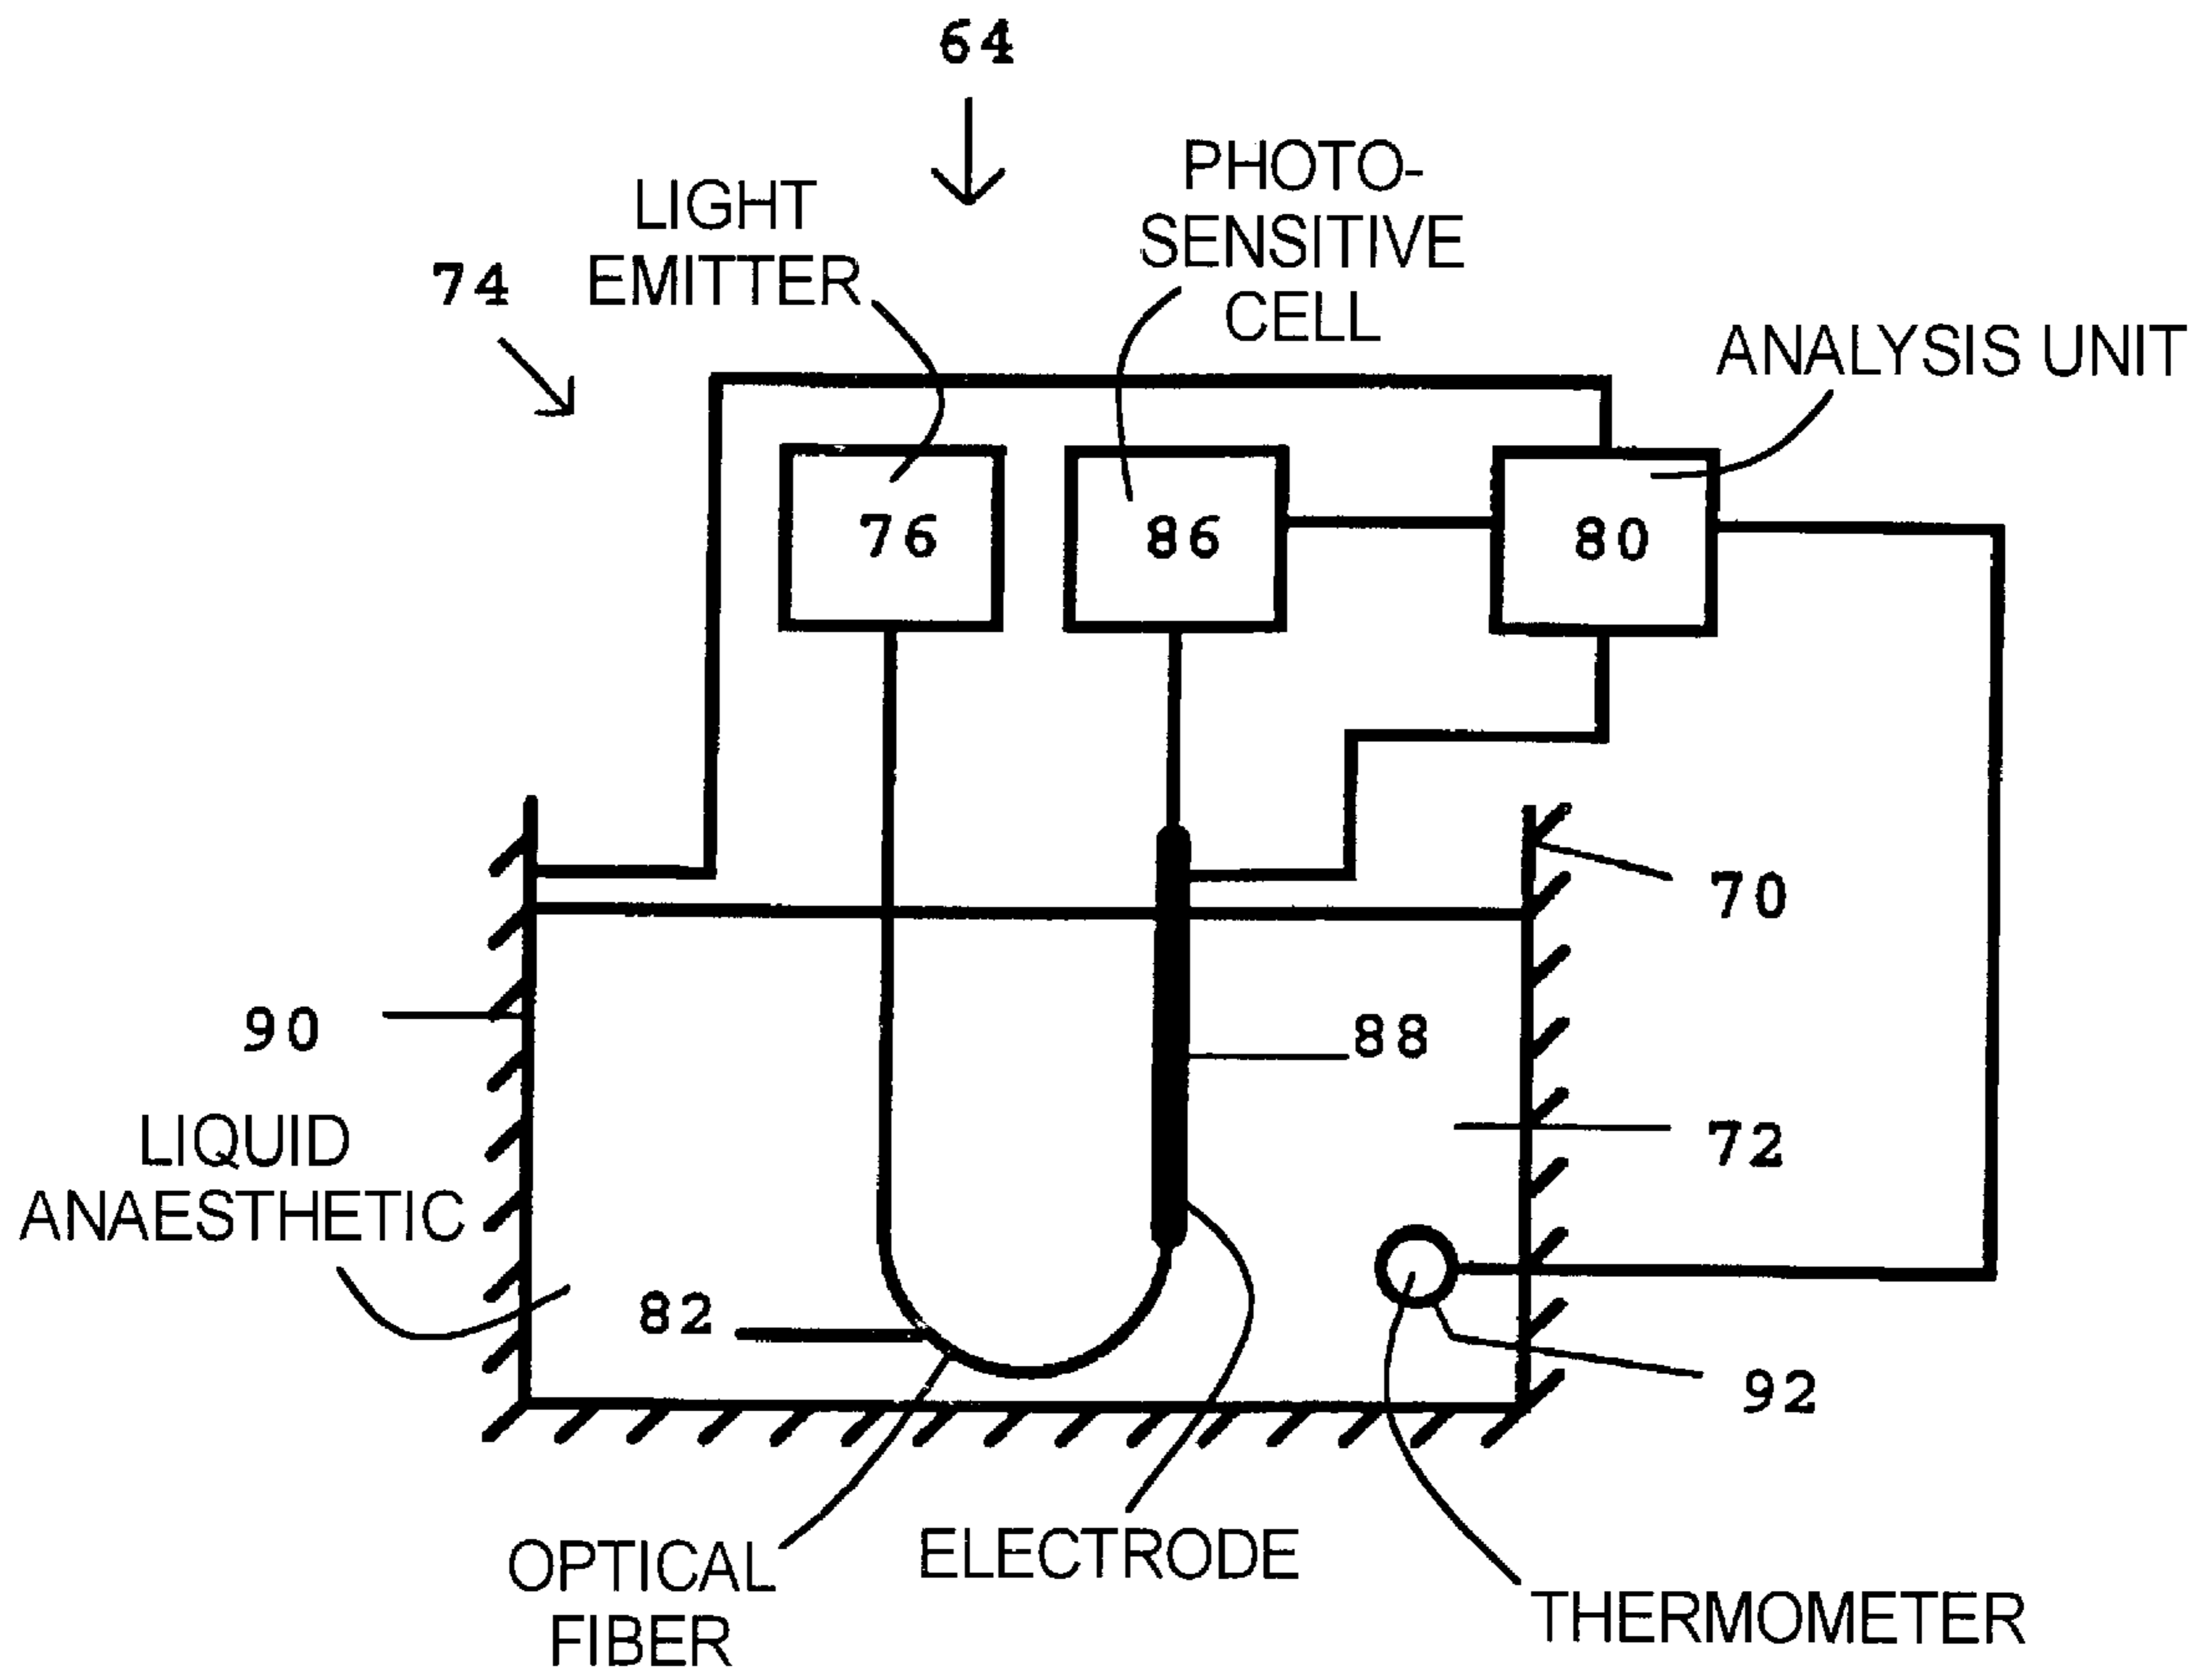 64
PHOTO-
SENSITIVE
CELL
LIGHT
EMITTER
74
ANALYSIS UNIT
76
86
80
70
90
88
72
LIQUID
ANAESTHETIC
82
92
OPTICAL
FIBER
ELECTRODE
THERMOMETER